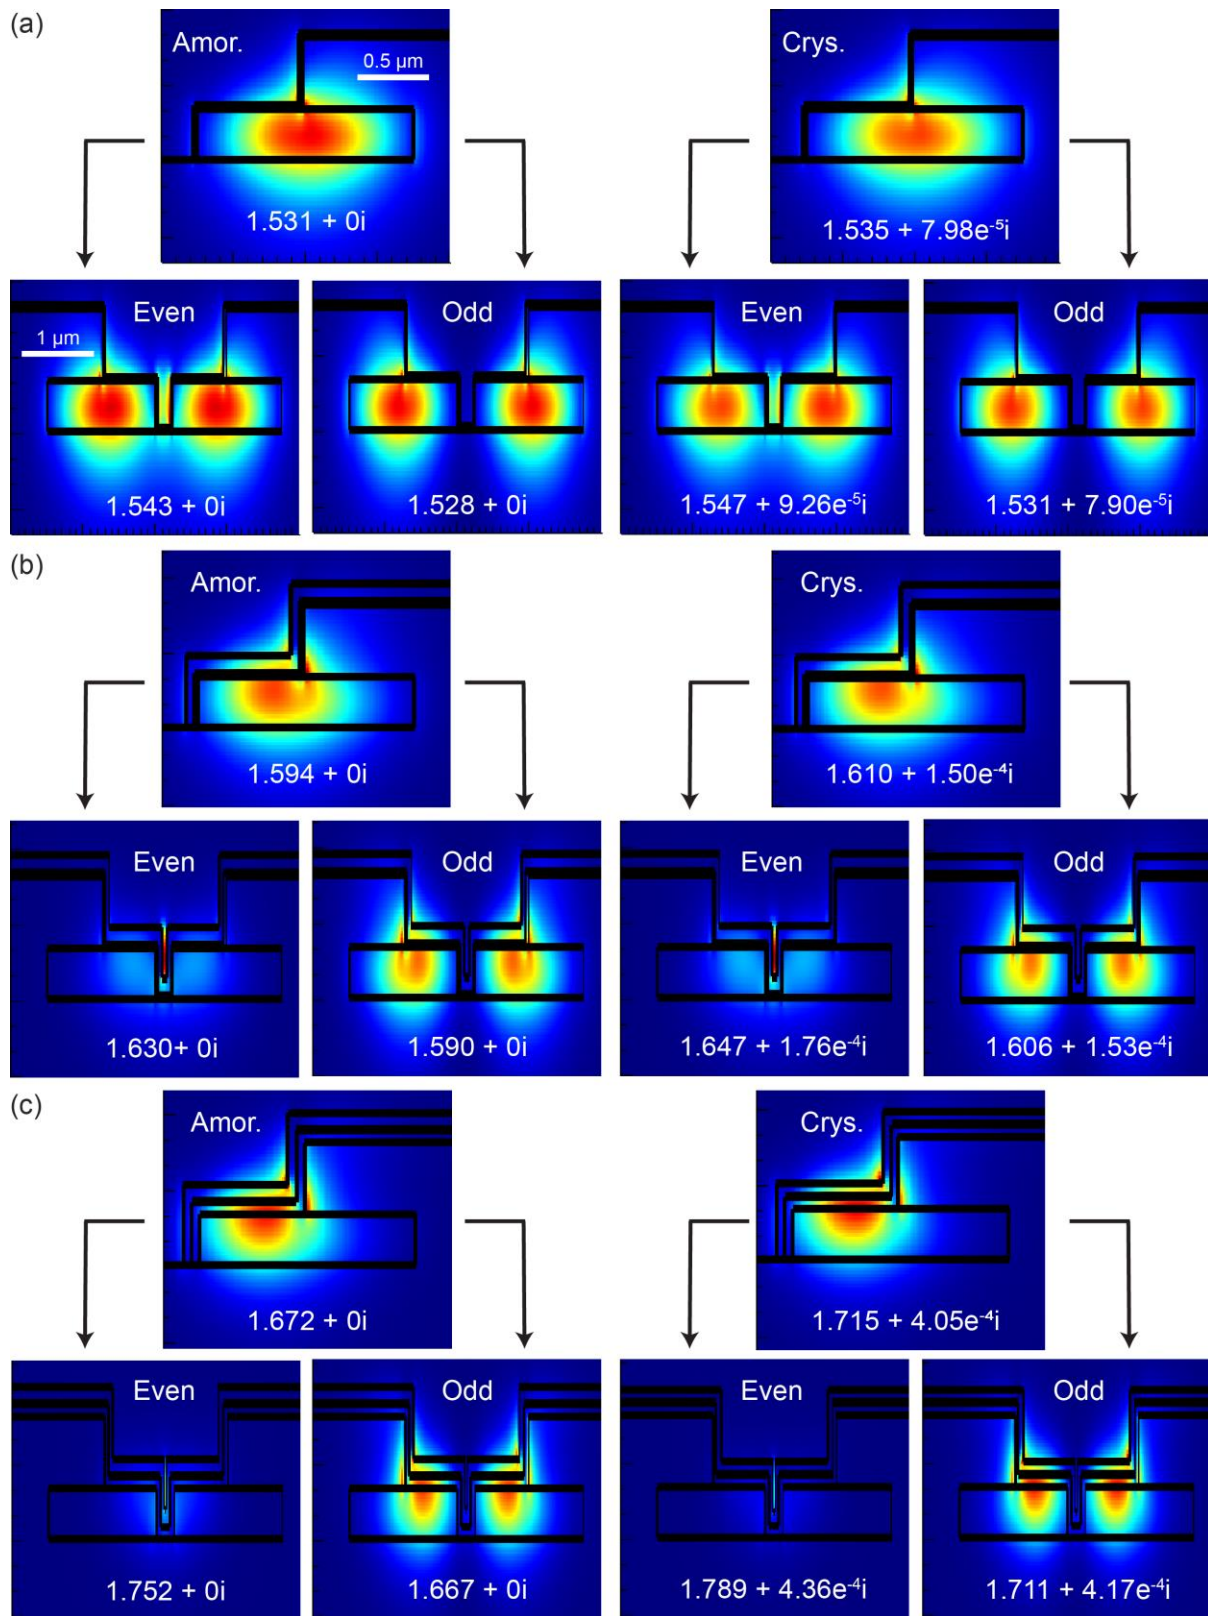 (a)
Amor.
0.5 μm
1.531 + 0i
Crys.
1.535 + 7.98e⁻⁵i
Even
1 μm
1.543 + 0i
Odd
1.528 + 0i
Even
1.547 + 9.26e⁻⁵i
Odd
1.531 + 7.90e⁻⁵i
(b)
Amor.
1.594 + 0i
Crys.
1.610 + 1.50e⁻⁴i
Even
1.630+ 0i
Odd
1.590 + 0i
Even
1.647 + 1.76e⁻⁴i
Odd
1.606 + 1.53e⁻⁴i
(c)
Amor.
1.672 + 0i
Crys.
1.715 + 4.05e⁻⁴i
Even
1.752 + 0i
Odd
1.667 + 0i
Even
1.789 + 4.36e⁻⁴i
Odd
1.711 + 4.17e⁻⁴i